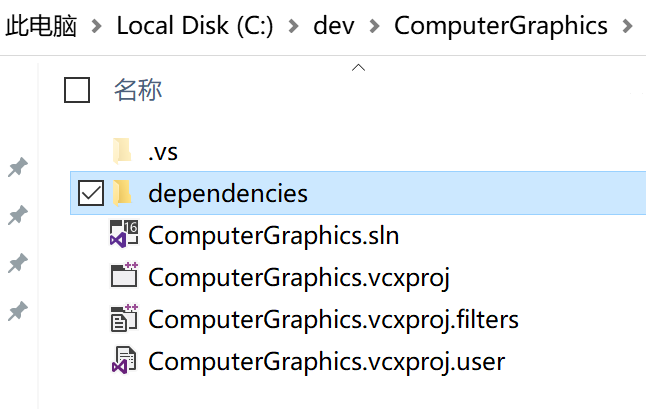 此电脑 > Local Disk (C:) > dev > ComputerGraphics >
名称
.vs
dependencies
16
ComputerGraphics.sln
ComputerGraphics.vcxproj
ComputerGraphics.vcxproj.filters
ComputerGraphics.vcxproj.user